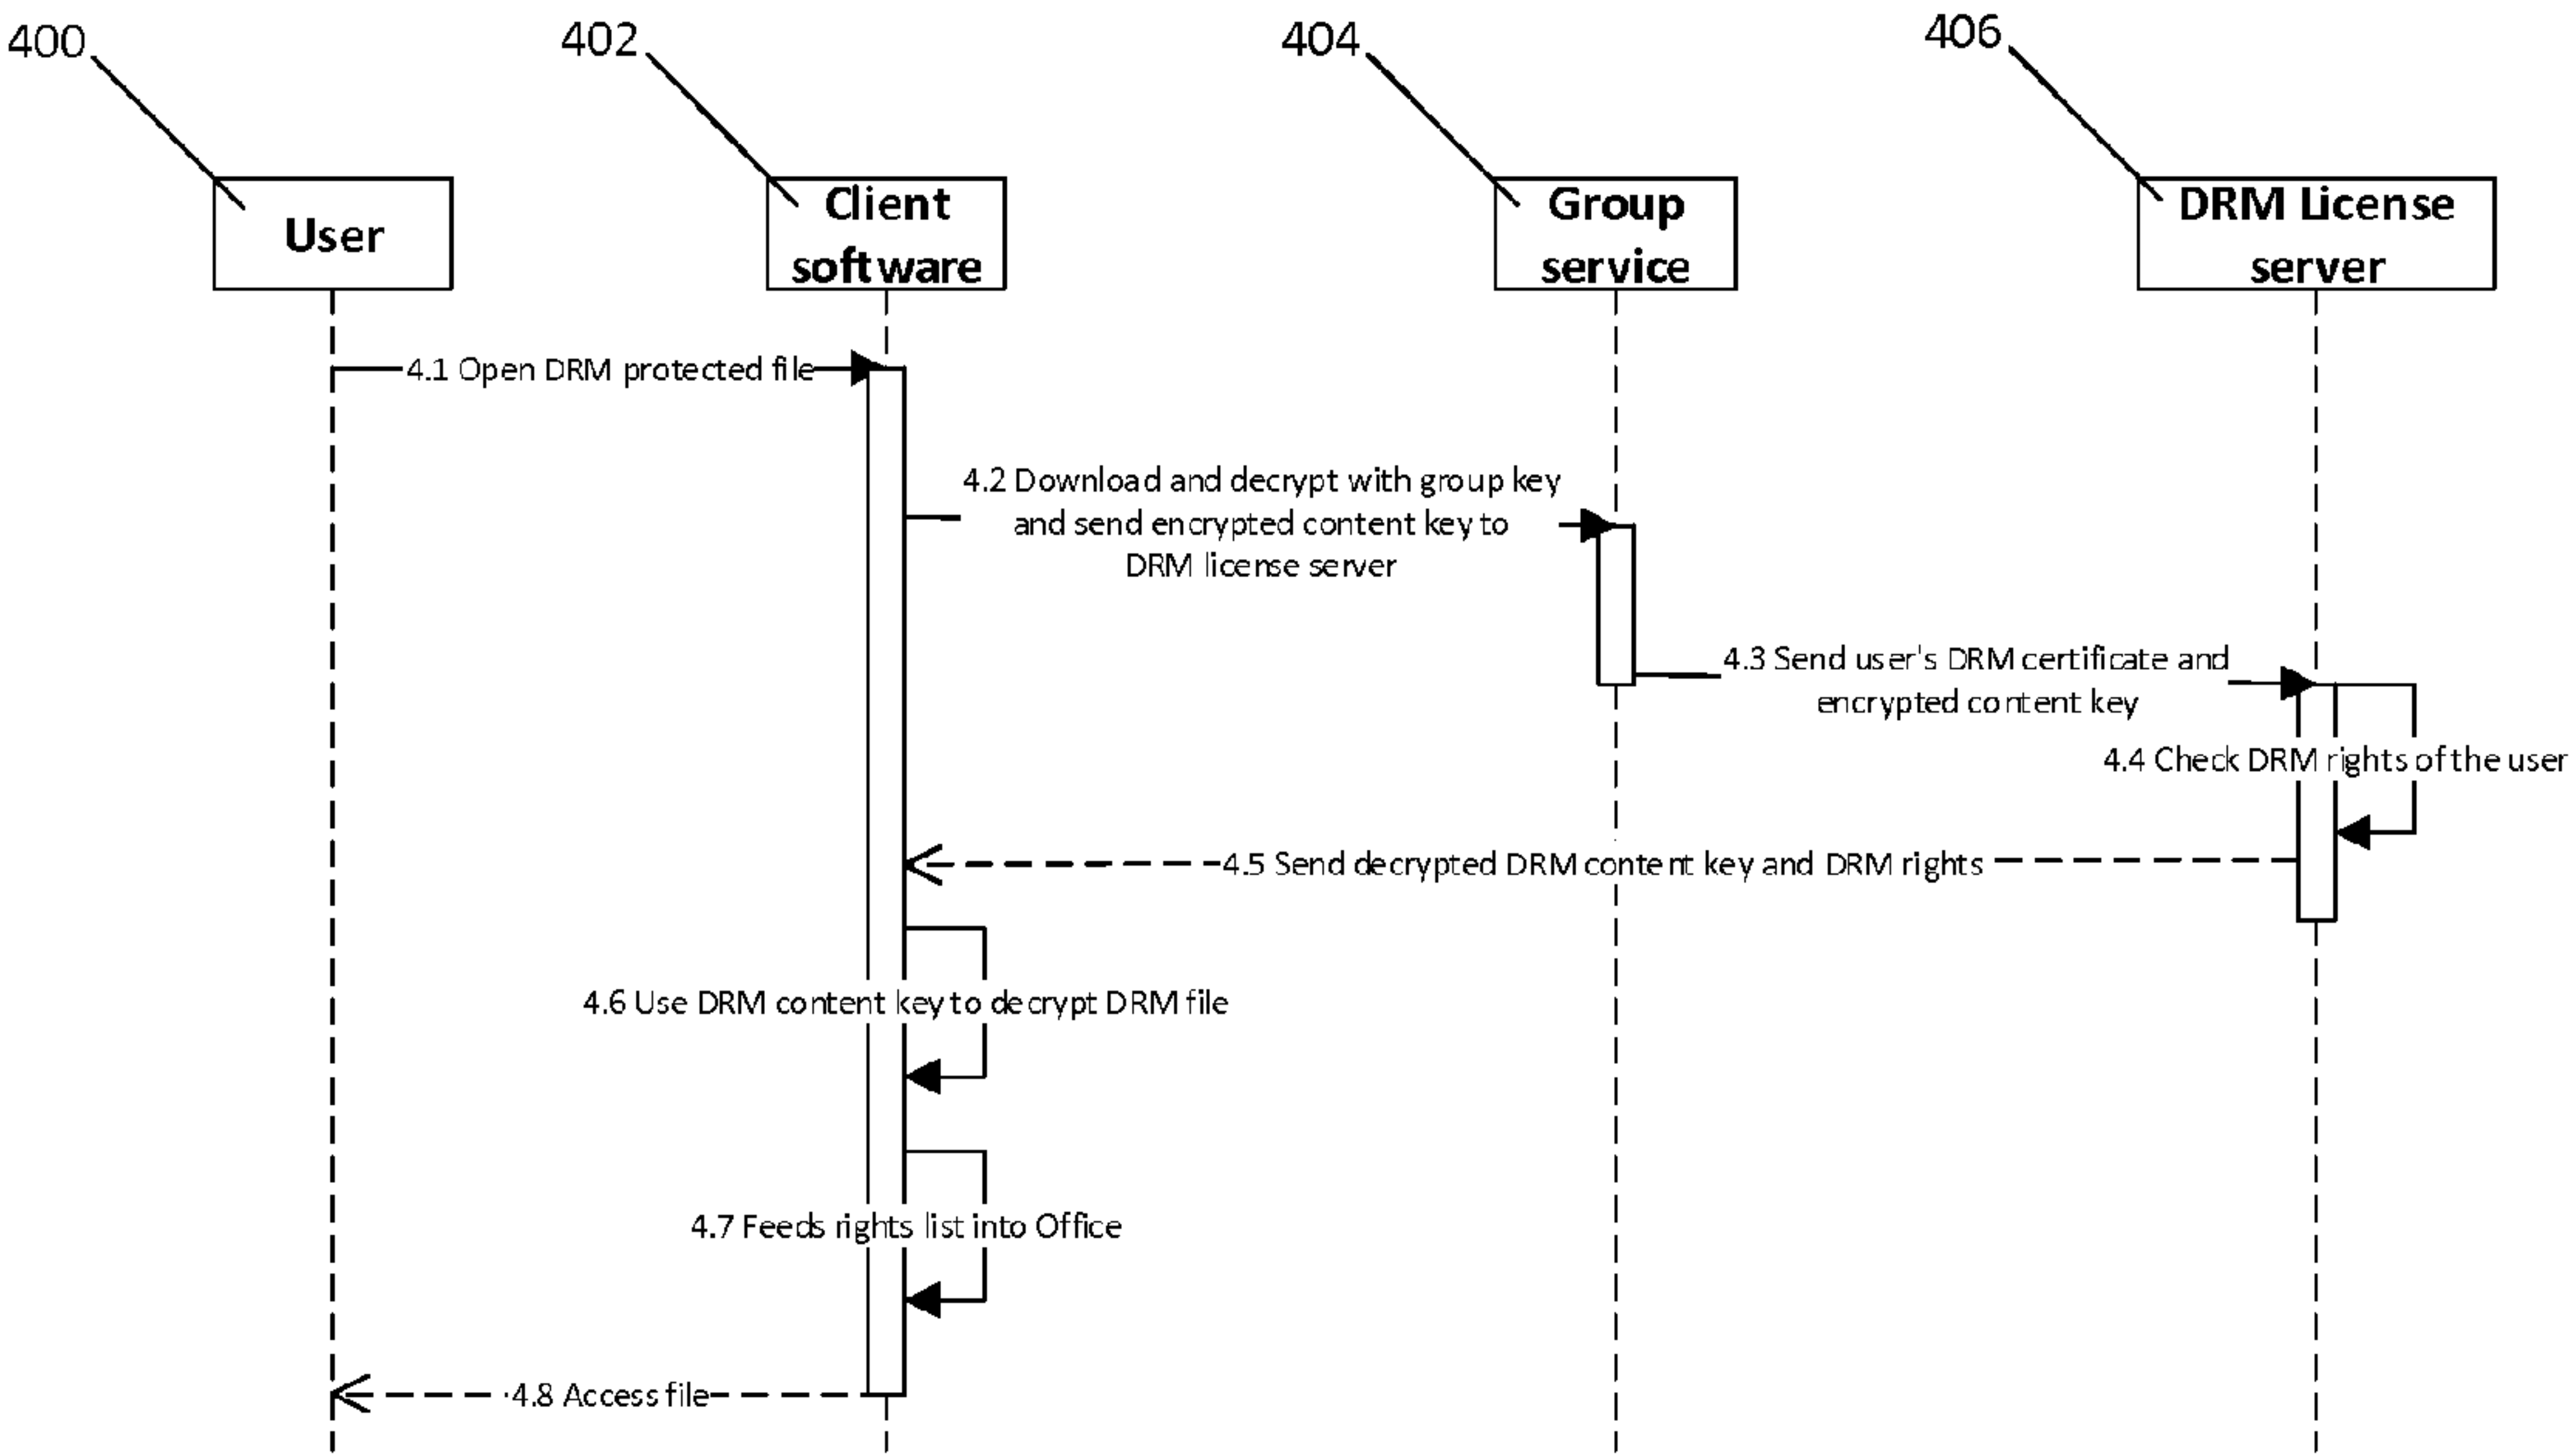 400
402
404
406
User
Client
software
Group
service
DRM License
server
4.1 Open DRM protected file
4.2 Download and decrypt with group key
and send encrypted content key to
DRM license server
4.3 Send user's DRM certificate and
encrypted content key
4.4 Check DRM rights of the user
4.5 Send decrypted DRM content key and DRM rights
4.6 Use DRM content key to decrypt DRM file
4.7 Feeds rights list into Office
4.8 Access file